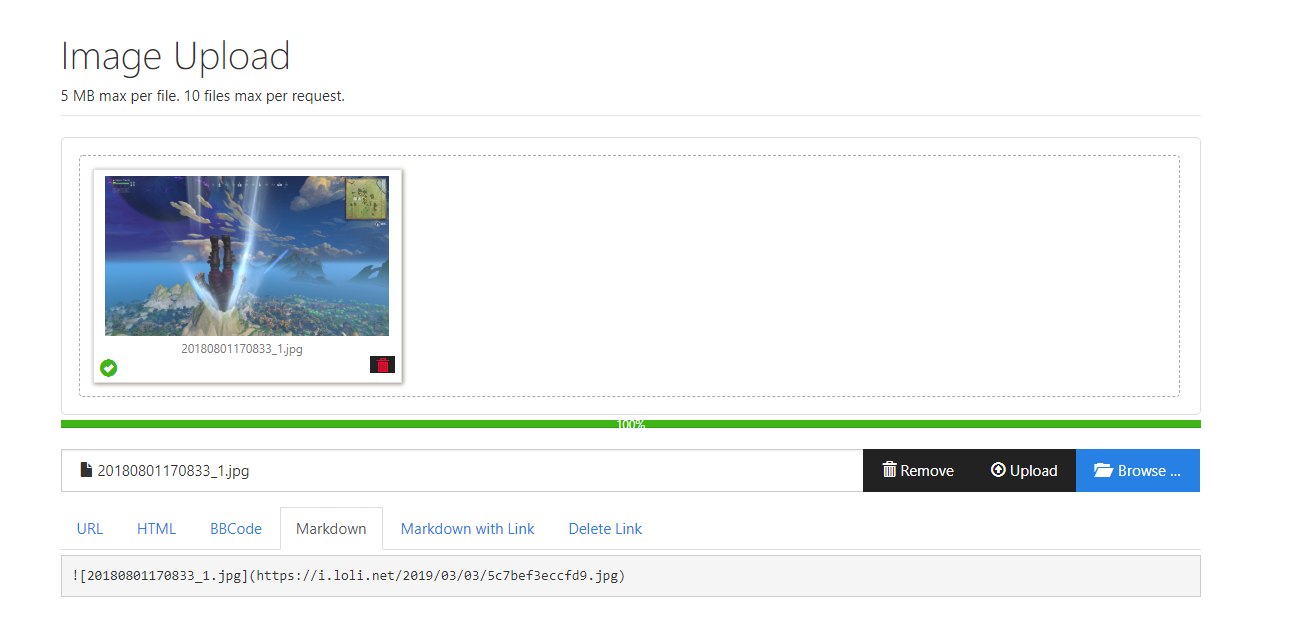 Image Upload
5 MB max per file. 10 files max per request.
20180801170833_1.jpg
100%
20180801170833_1.jpg Remove Upload Browse ...
URL HTML BBCode Markdown Markdown with Link Delete Link
![20180801170833_1.jpg](https://i.loli.net/2019/03/03/5c7bef3eccfd9.jpg)